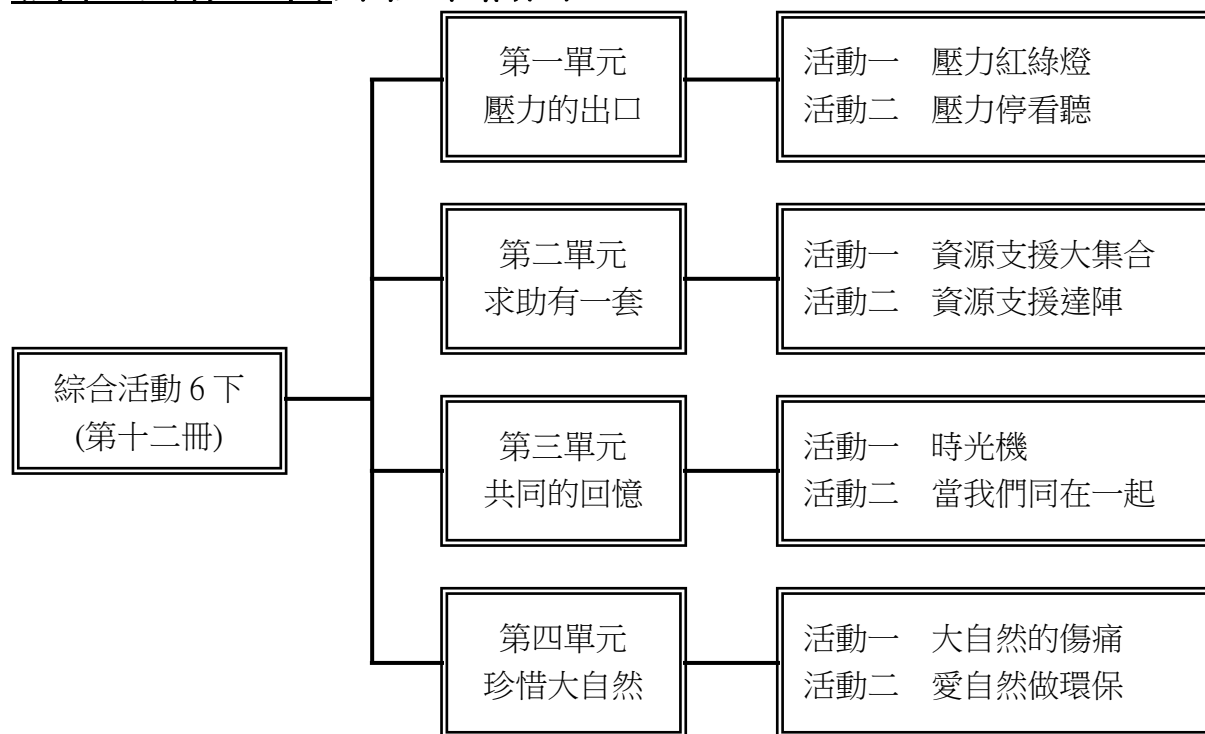 第一單元
壓力的出口
活動一　壓力紅綠燈
活動二　壓力停看聽
第二單元
求助有一套
活動一　資源支援大集合
活動二　資源支援達陣
綜合活動 6 下
(第十二冊)
第三單元
共同的回憶
活動一　時光機
活動二　當我們同在一起
第四單元
珍惜大自然
活動一　大自然的傷痛
活動二　愛自然做環保